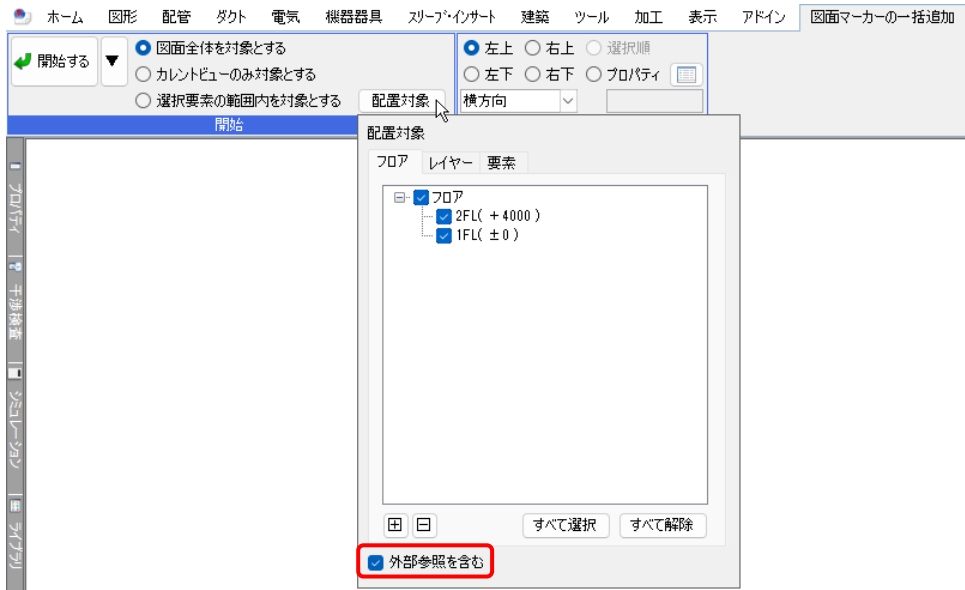 ホーム 図形 配管 ダクト 電気 機器器具 スリーブ・インサート 建築 ツール 加工 表示 アドイン 図面マーカーの一括追加
開始する ▼ 図面全体を対象とする
カレントビューのみ対象とする
選択要素の範囲内を対象とする 配置対象
開始
左上 右上 選択順
左下 右下 プロパティ
横方向
配置対象
フロア レイヤー 要素
フロア
2FL( +4000 )
1FL( ±0 )
すべて選択 すべて解除
外部参照を含む
プロパティ
干渉検査
シミュレーション
ライブラリ